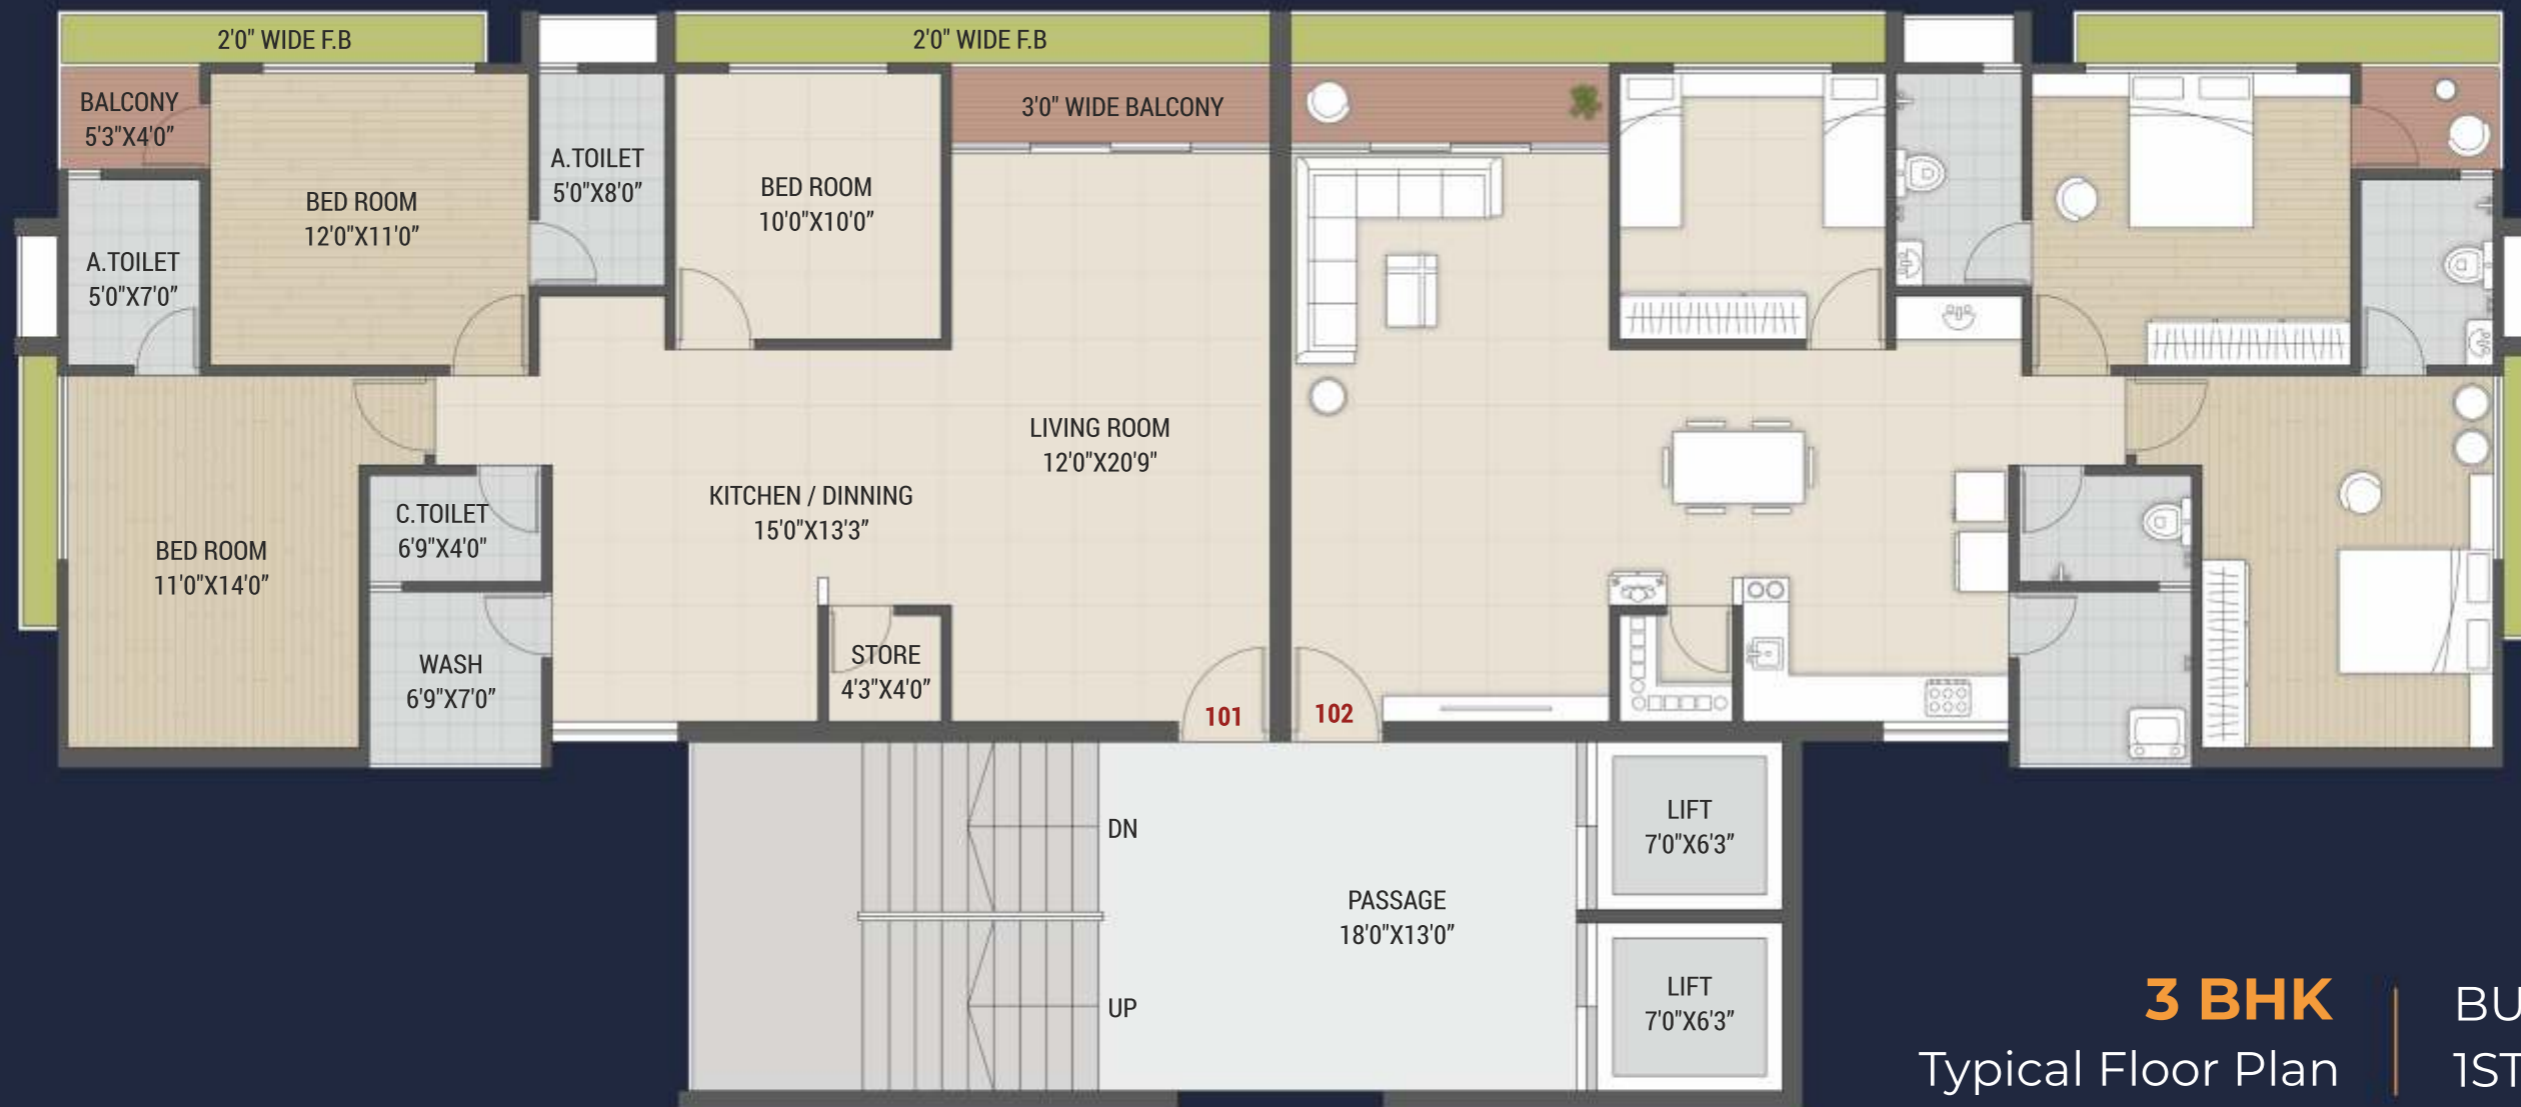 2'0" WIDE F.B
2'0" WIDE F.B
BALCONY
5'3"X4'0"
BED ROOM
12'0"X11'0"
A.TOILET
5'0"X8'0"
BED ROOM
10'0"X10'0"
3'0" WIDE BALCONY
A.TOILET
5'0"X7'0"
LIVING ROOM
12'0"X20'9"
KITCHEN / DINNING
15'0"X13'3"
C.TOILET
6'9"X4'0"
BED ROOM
11'0"X14'0"
WASH
6'9"X7'0"
STORE
4'3"X4'0"
101
102
DN
UP
PASSAGE
18'0"X13'0"
LIFT
7'0"X6'3"
LIFT
7'0"X6'3"
3 BHK
Typical Floor Plan
BU
1ST